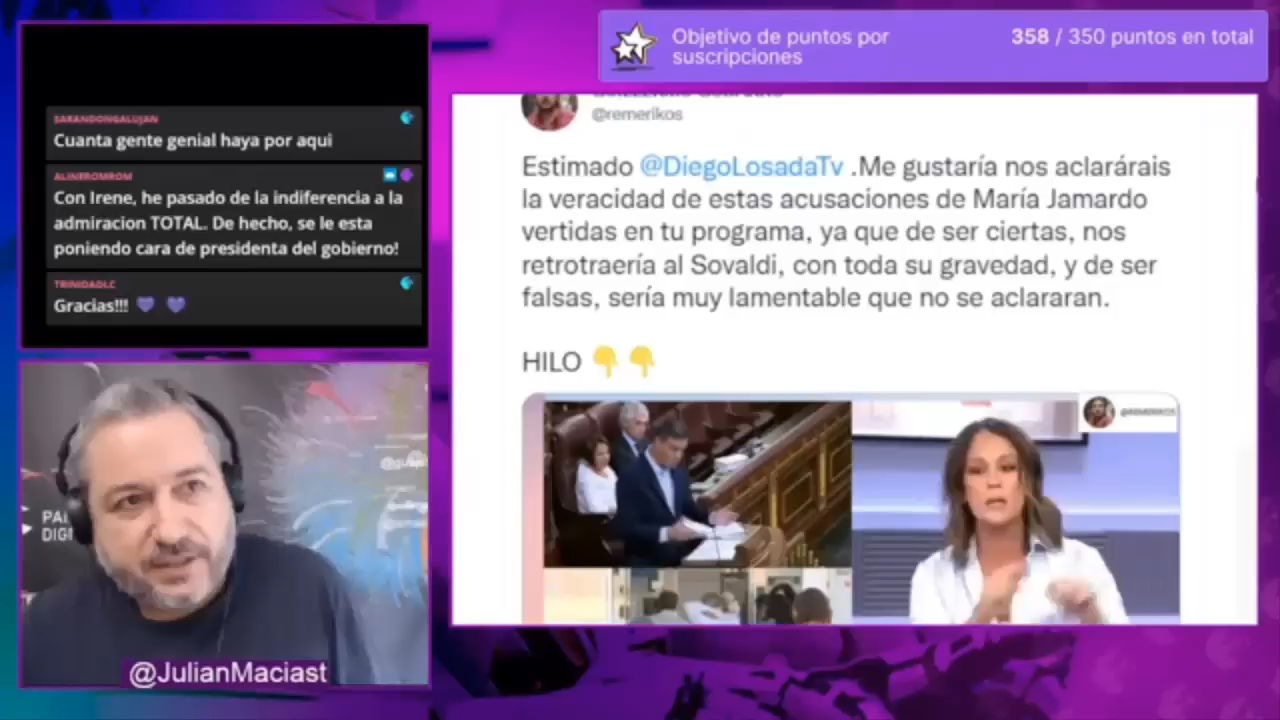 Objetivo de puntos por
suscripciones
358 / 350 puntos en total
SARANDONGALUJAN
Cuanta gente genial haya por aqui
ALINEROMROM
Con Irene, he pasado de la indiferencia a la
admiracion TOTAL. De hecho, se le esta
poniendo cara de presidenta del gobierno!
TRINIDADLC
Gracias!!! 💜 💜
@remerikos
Estimado @DiegoLosadaTv .Me gustaría nos aclarárais
la veracidad de estas acusaciones de María Jamardo
vertidas en tu programa, ya que de ser ciertas, nos
retrotraería al Sovaldi, con toda su gravedad, y de ser
falsas, sería muy lamentable que no se aclararan.
HILO 👇 👇
@REMERIKOS
@JulianMaciast